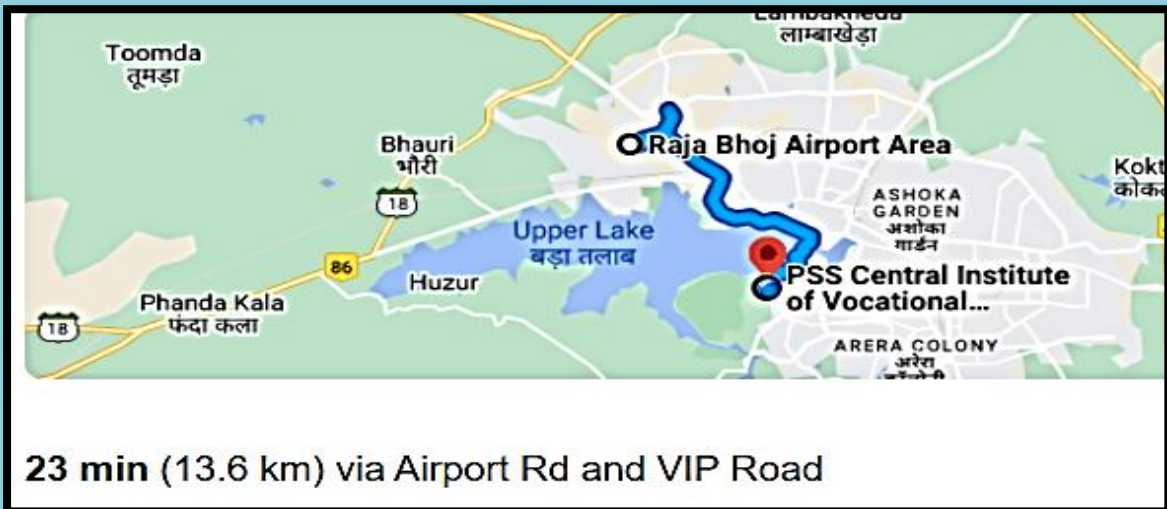 Lambakheda
लाम्बाखेड़ा
Toomda
तूमड़ा
Bhauri
भौरी
Raja Bhoj Airport Area
18
ASHOKA
GARDEN
अशोका
गार्डन
Upper Lake
बड़ा तालाब
86
Huzur
PSS Central Institute
of Vocational...
Phanda Kala
फंदा कला
18
ARERA COLONY
अरेरा
23 min (13.6 km) via Airport Rd and VIP Road